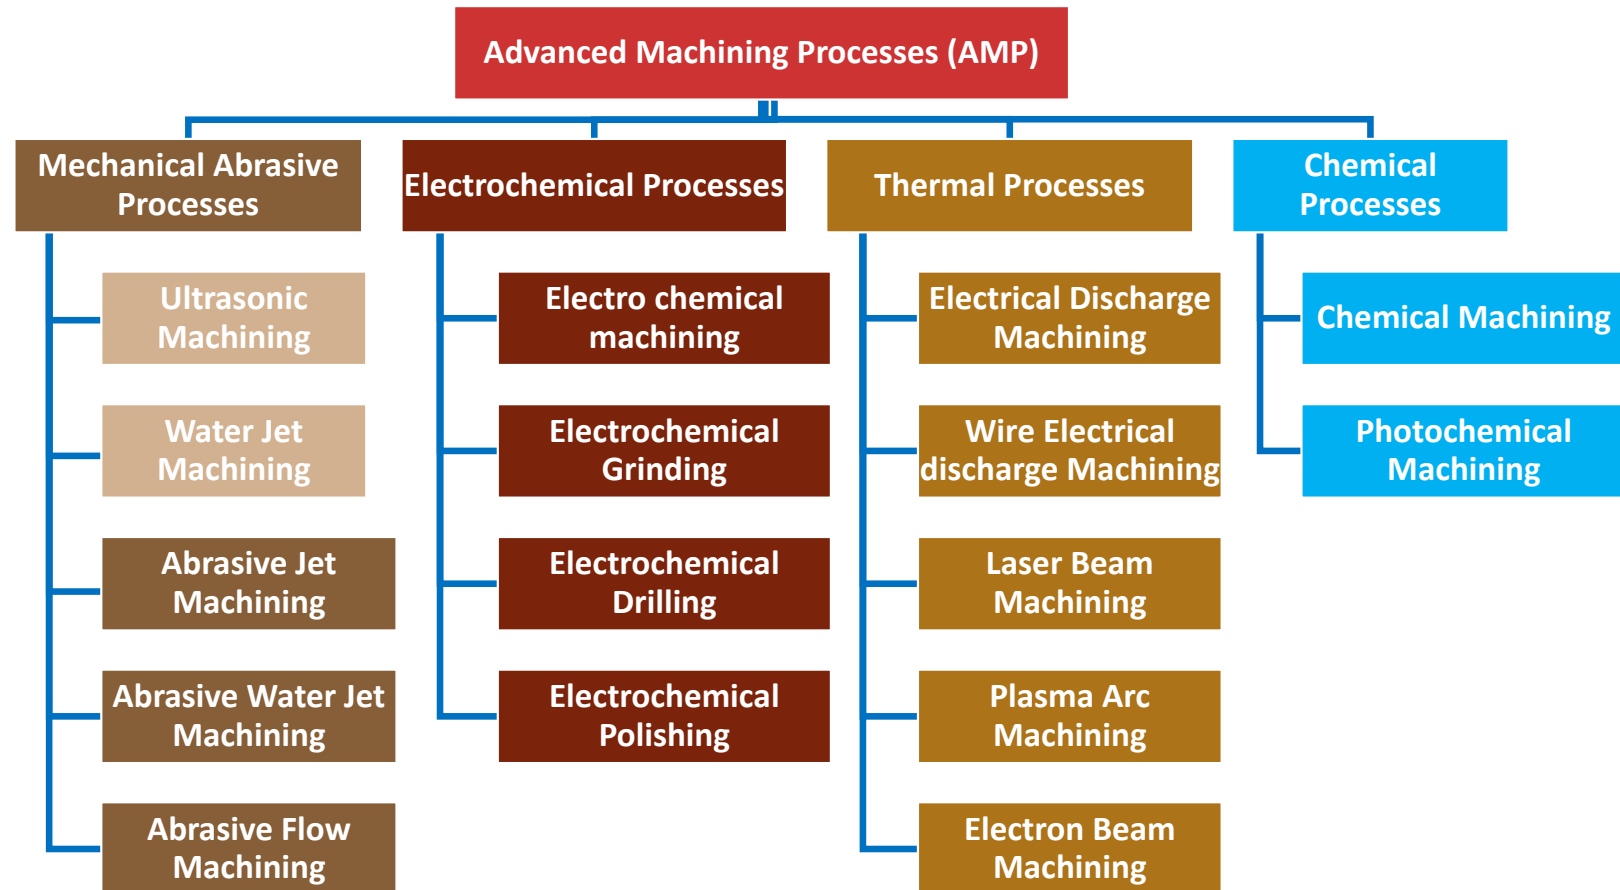 Advanced Machining Processes (AMP)
Mechanical Abrasive
Processes
Ultrasonic
Machining
Water Jet
Machining
Abrasive Jet
Machining
Abrasive Water Jet
Machining
Abrasive Flow
Machining
Electrochemical Processes
Electro chemical
machining
Electrochemical
Grinding
Electrochemical
Drilling
Electrochemical
Polishing
Thermal Processes
Electrical Discharge
Machining
Wire Electrical
discharge Machining
Laser Beam
Machining
Plasma Arc
Machining
Electron Beam
Machining
Chemical
Processes
Chemical Machining
Photochemical
Machining